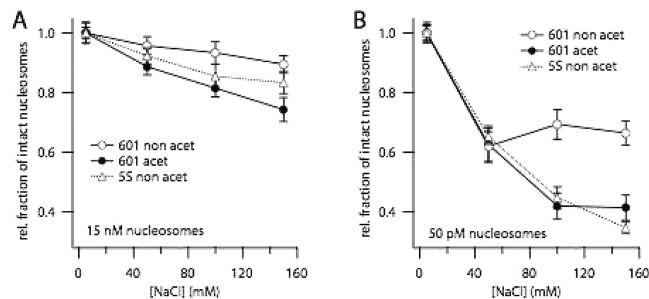 A
rel. fraction of intact nucleosomes
1.0
0.8
0.6
0.4
601 non acet
601 acet
5S non acet
15 nM nucleosomes
0 40 80 120 160
[NaCl] (mM)
B
rel. fraction of intact nucleosomes
1.0
0.8
0.6
0.4
601 non acet
601 acet
5S non acet
50 pM nucleosomes
0 40 80 120 160
[NaCl] (mM)